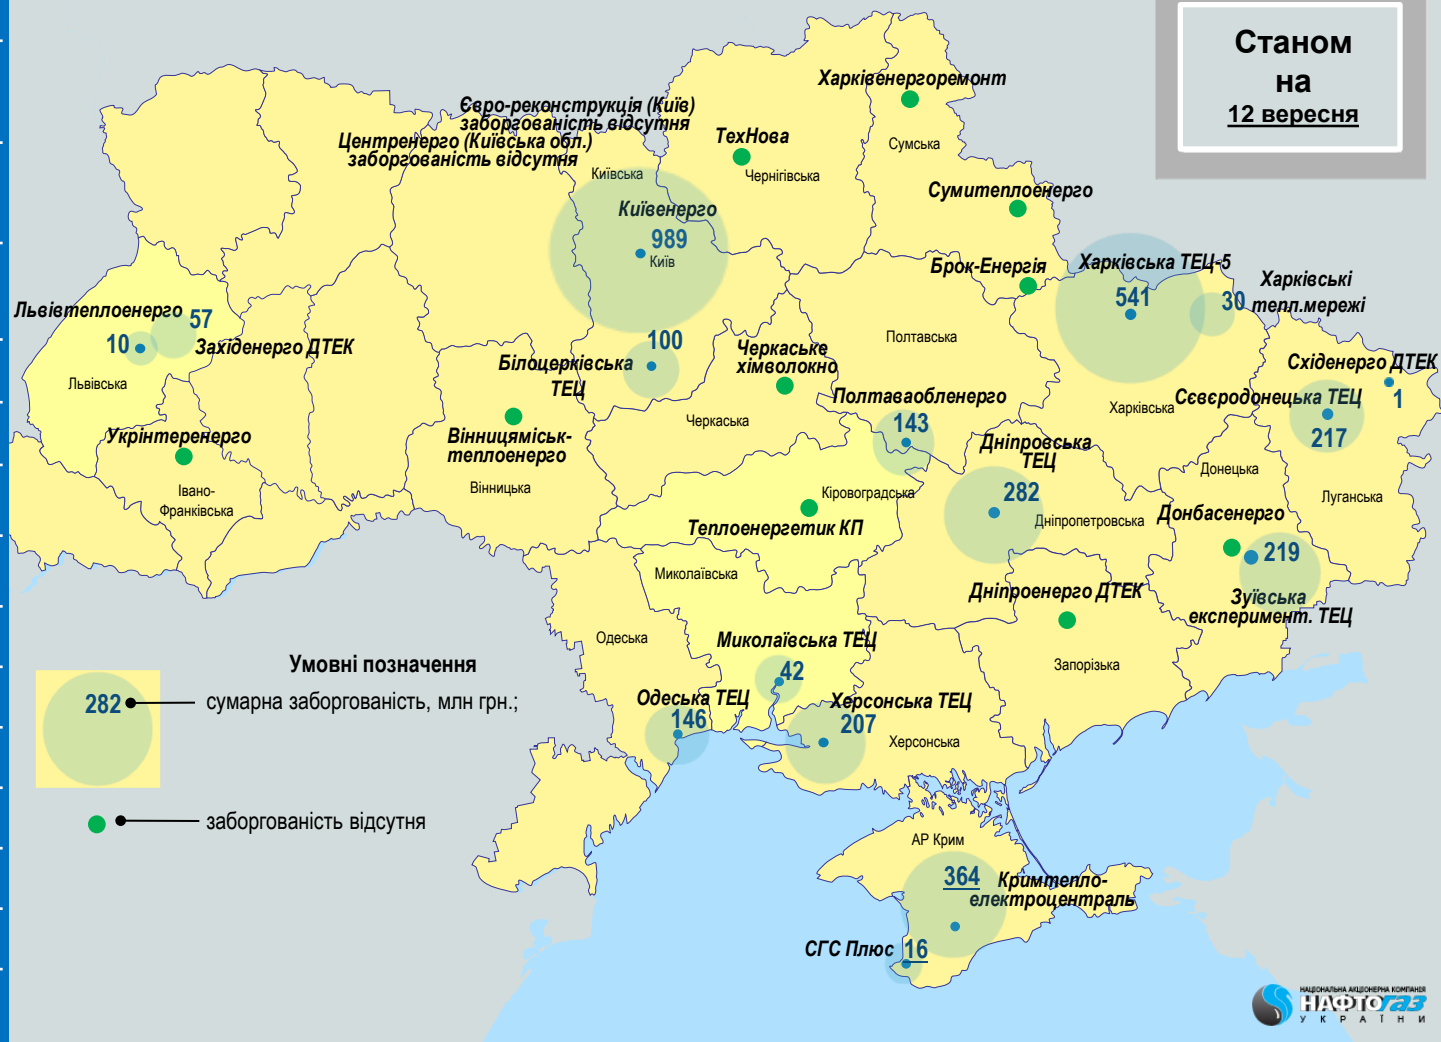 Станом
на
12 вересня
Харківенергоремонт
Євро-реконструкція (Київ)
заборгованість відсутня
Центренерго (Київська обл.)
заборгованість відсутня
ТехНова
Сумська
Київська
Чернігівська
Сумитеплоенерго
Київенерго
989
Київ
Брок-Енергія
Харківська ТЕЦ-5
541
Харківські
тепл.мережі
30
Львівтеплоенерго
57
10
Західенерго ДТЕК
Львівська
100
Білоцерківська
ТЕЦ
Черкаське
хімволокно
Полтавська
Східенерго ДТЕК
1
Полтаваобленерго
143
Харківська
Сєвєродонецька ТЕЦ
217
Черкаська
Укрінтеренерго
Вінницяміськ-
теплоенерго
Вінницька
Дніпровська
ТЕЦ
282
Донецька
Івано-
Франківська
Кіровоградська
Луганська
Теплоенергетик КП
Дніпропетровська
Донбасенерго
219
Зуївська
експеримент. ТЕЦ
Миколаївська
Дніпроенерго ДТЕК
Одеська
Миколаївська ТЕЦ
42
Запорізька
Умовні позначення
282
сумарна заборгованість, млн грн.;
Одеська ТЕЦ
146
Херсонська ТЕЦ
207
Херсонська
заборгованість відсутня
АР Крим
364
Кримтепло-
електроцентраль
СГС Плюс
16
НАЦІОНАЛЬНА АКЦІОНЕРНА КОМПАНІЯ
НАФТОГАЗ
УКРАЇНИ